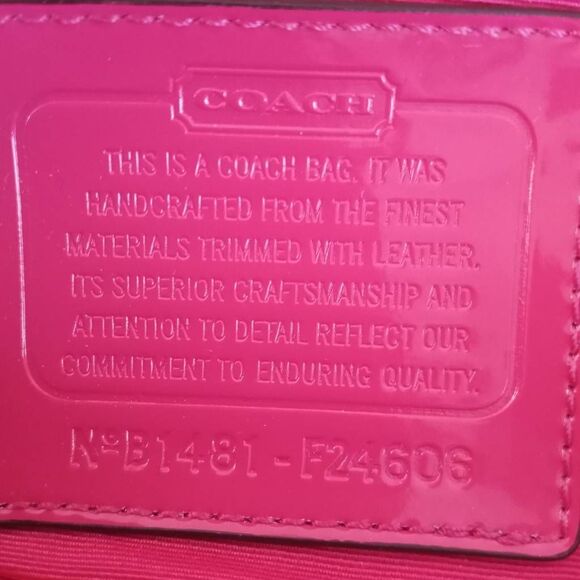 COACH
THIS IS A COACH BAG. IT WAS
HANDCRAFTED FROM THE FINEST
MATERIALS TRIMMED WITH LEATHER.
ITS SUPERIOR CRAFTSMANSHIP AND
ATTENTION TO DETAIL REFLECT OUR
COMMITMENT TO ENDURING QUALITY.
Nº B1481 - F24606